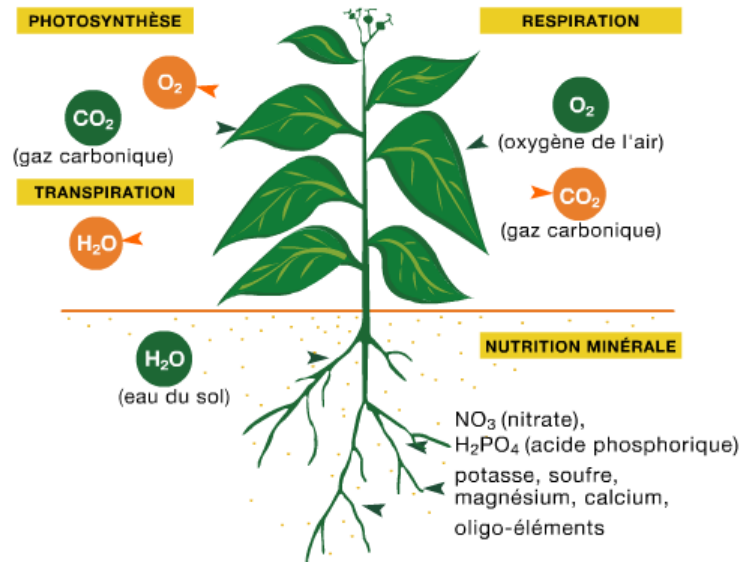 PHOTOSYNTHÈSE
O₂
CO₂
(gaz carbonique)
TRANSPIRATION
H₂O
RESPIRATION
O₂
(oxygène de l'air)
CO₂
(gaz carbonique)
H₂O
(eau du sol)
NUTRITION MINÉRALE
NO₃ (nitrate),
H₂PO₄ (acide phosphorique)
potasse, soufre,
magnésium, calcium,
oligo-éléments